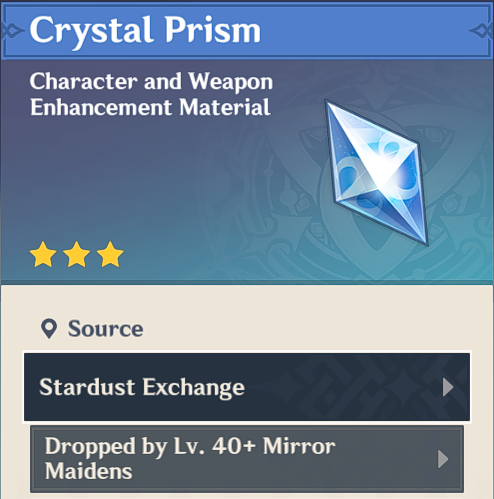 Crystal Prism
Character and Weapon
Enhancement Material
Source
Stardust Exchange
Dropped by Lv. 40+ Mirror
Maidens